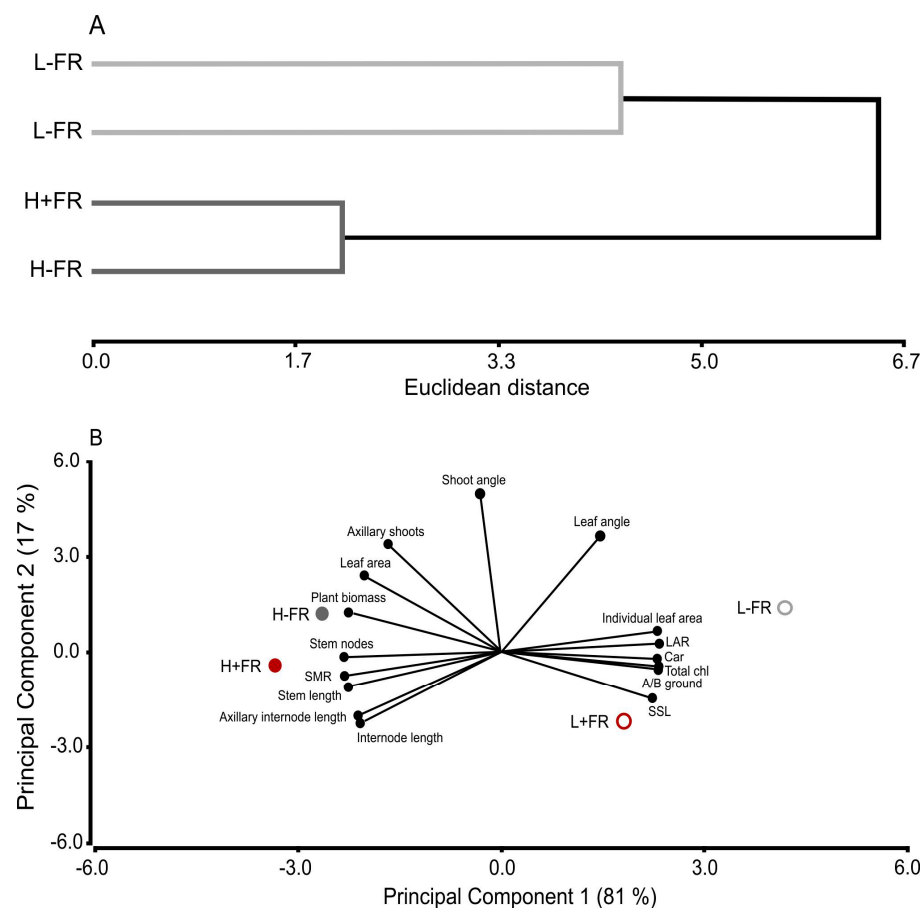 A
L-FR
L-FR
H+FR
H-FR
0.0 1.7 3.3 5.0 6.7
Euclidean distance
B
6.0
3.0
0.0
-3.0
-6.0
Principal Component 2 (17 %)
Shoot angle
Leaf angle
Axillary shoots
Leaf area
Plant biomass
H-FR
L-FR
Individual leaf area
Stem nodes
LAR
H+FR
Car
SMR
Total chl
Stem length
A/B ground
Axillary internode length
SSL
L+FR
Internode length
-6.0 -3.0 0.0 3.0 6.0
Principal Component 1 (81 %)